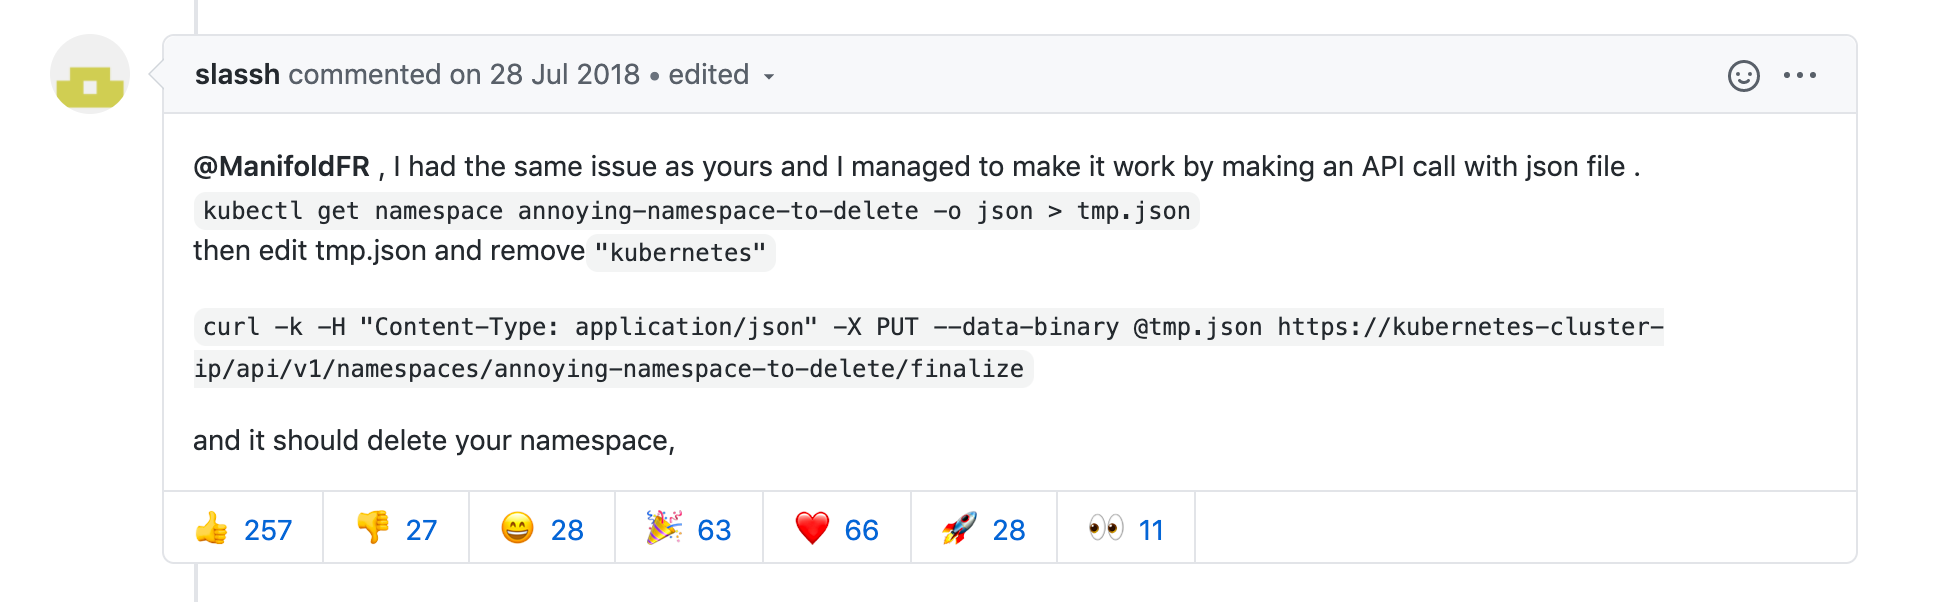 slassh commented on 28 Jul 2018 • edited
@ManifoldFR , I had the same issue as yours and I managed to make it work by making an API call with json file .
kubectl get namespace annoying-namespace-to-delete -o json > tmp.json
then edit tmp.json and remove "kubernetes"
curl -k -H "Content-Type: application/json" -X PUT --data-binary @tmp.json https://kubernetes-cluster-
ip/api/v1/namespaces/annoying-namespace-to-delete/finalize
and it should delete your namespace,
👍 257 👎 27 😄 28 🎉 63 ❤️ 66 🚀 28 👀 11